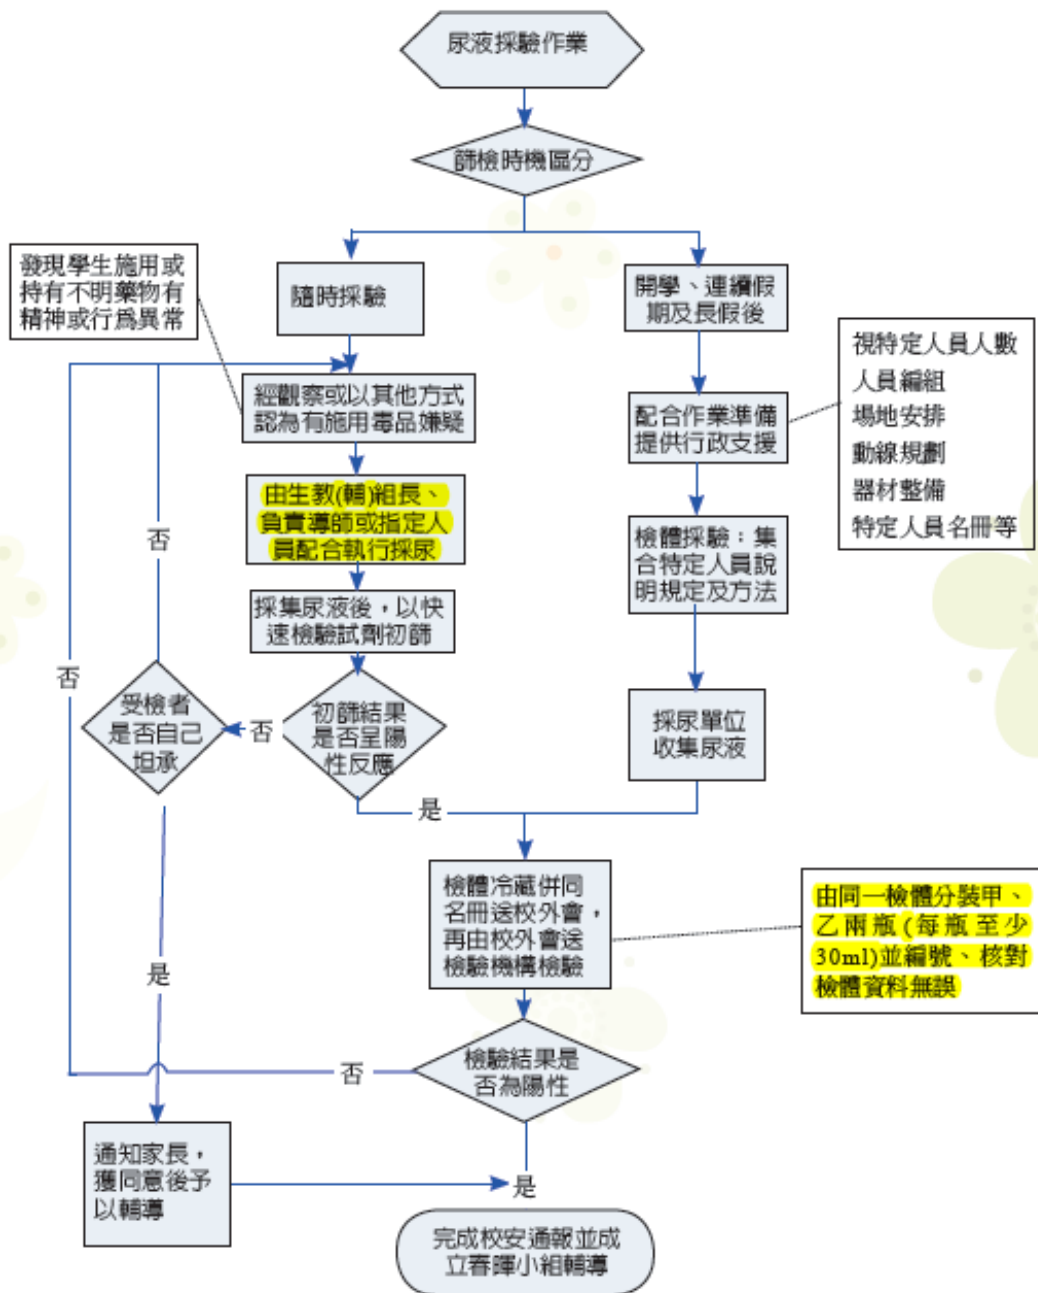 尿液採驗作業
篩檢時機區分
發現學生施用或
持有不明藥物有
精神或行為異常
隨時採驗
開學、連續假
期及長假後
視特定人員人數
人員編組
場地安排
動線規劃
器材整備
特定人員名冊等
經觀察或以其他方式
認為有施用毒品嫌疑
配合作業準備
提供行政支援
由生教(輔)組長、
負責導師或指定人
員配合執行採尿
否
檢體採驗：集
合特定人員說
明規定及方法
採集尿液後，以快
速檢驗試劑初篩
否
受檢者
是否自己
坦承
否
初篩結果
是否呈陽
性反應
採尿單位
收集尿液
是
檢體冷藏併同
名冊送校外會，
再由校外會送
檢驗機構檢驗
由同一檢體分裝甲、
乙兩瓶(每瓶至少
30ml)並編號、核對
檢體資料無誤
是
檢驗結果是
否為陽性
否
通知家長，
獲同意後予
以輔導
是
完成校安通報並成
立春暉小組輔導